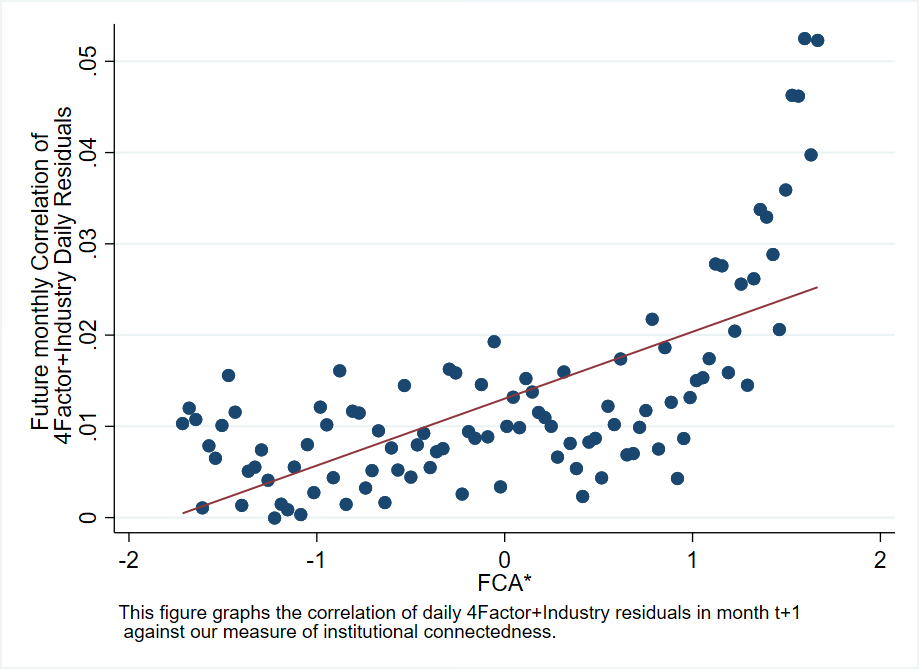 Future monthly Correlation of
4Factor+Industry Daily Residuals
.05
.04
.03
.02
.01
0
-2 -1 0 1 2
FCA*
This figure graphs the correlation of daily 4Factor+Industry residuals in month t+1
against our measure of institutional connectedness.